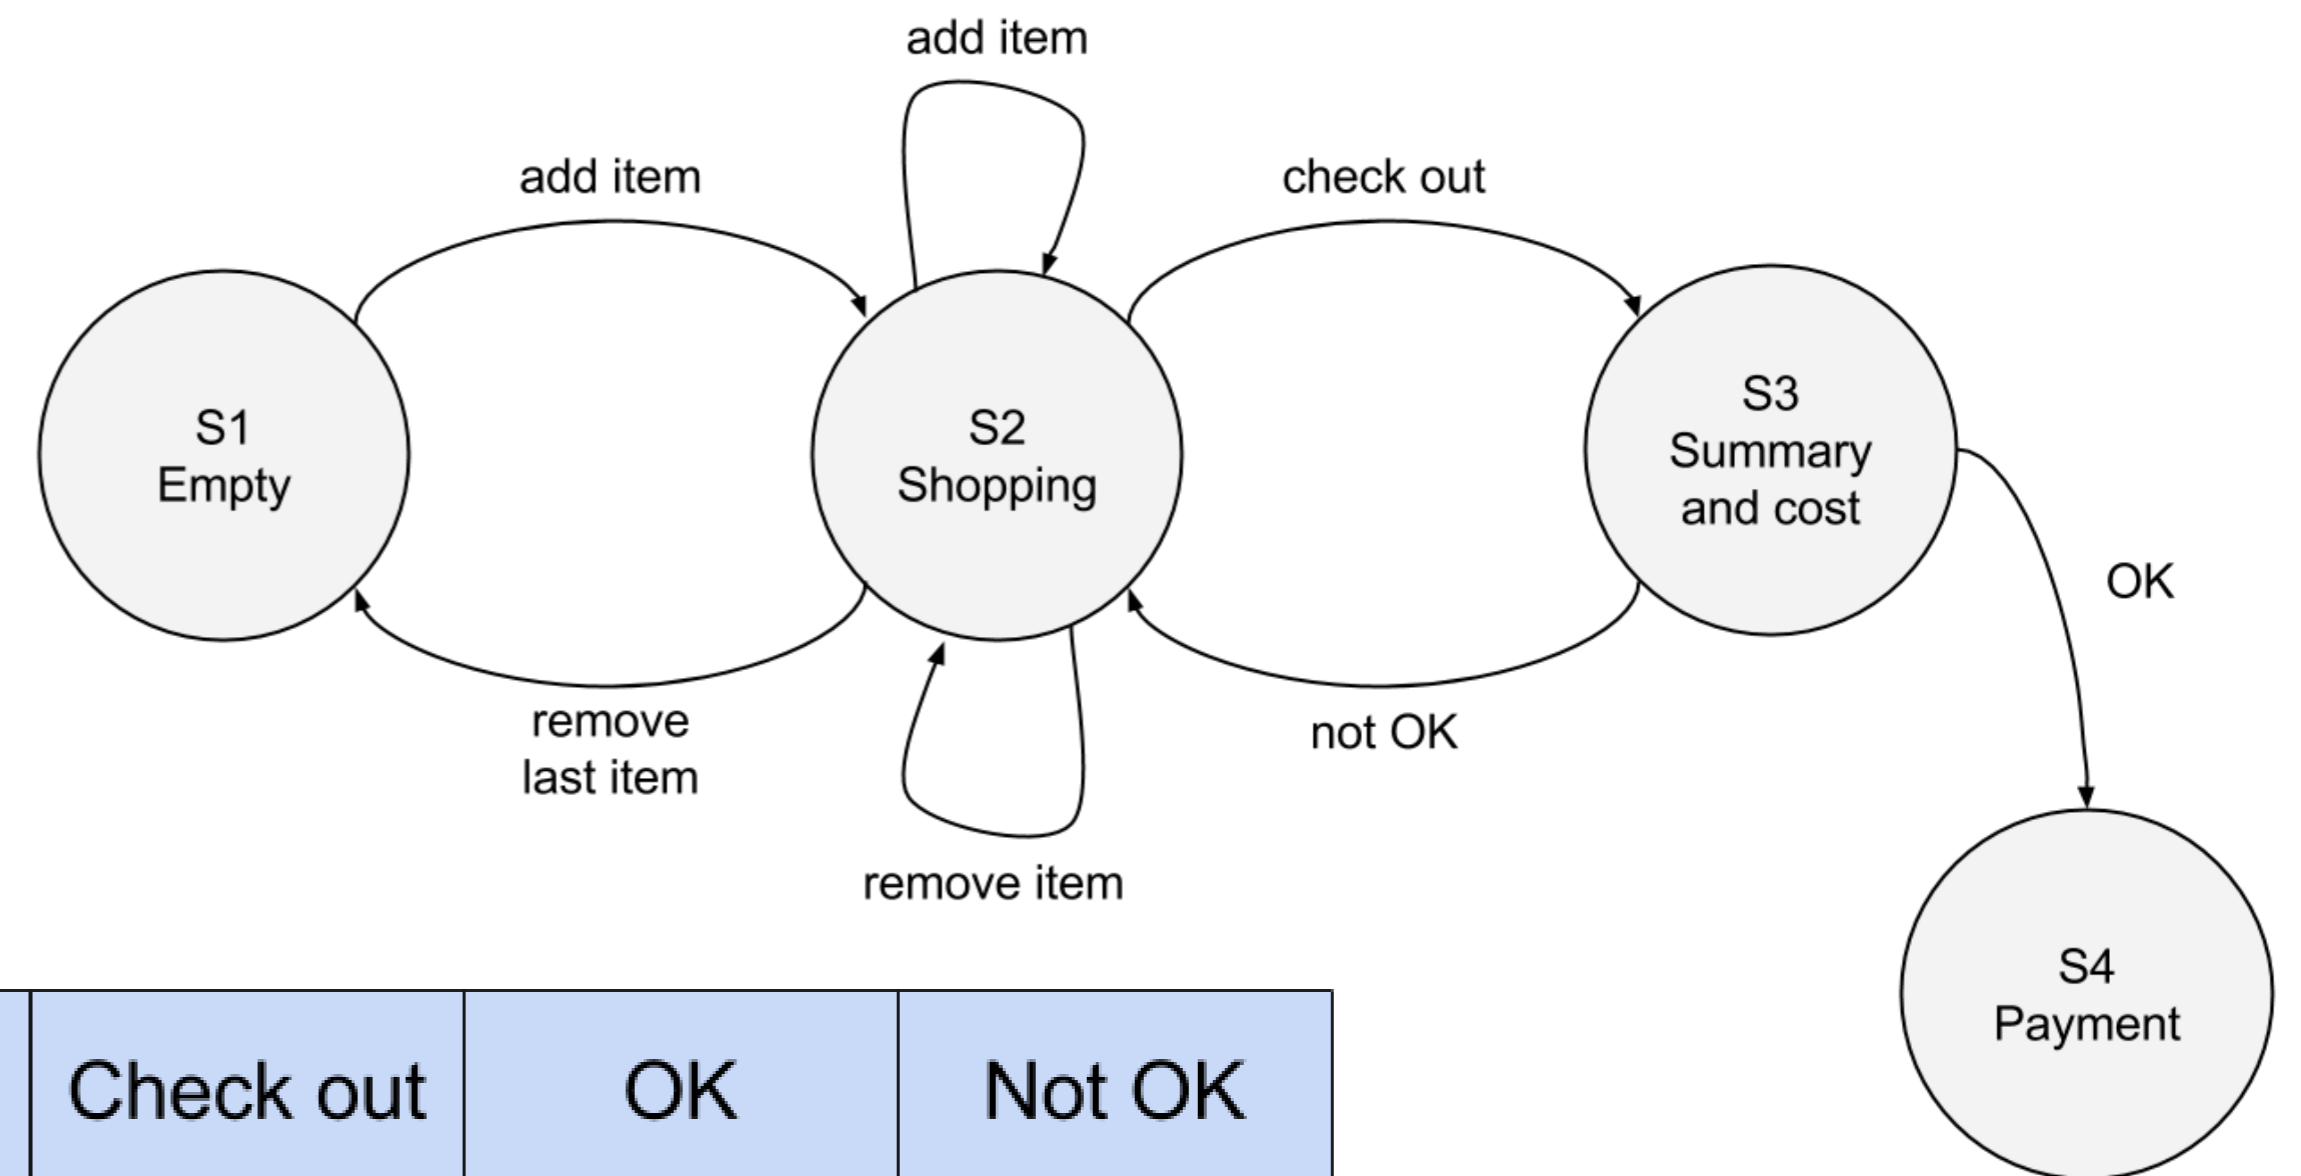 add item
add item
check out
S1
Empty
S2
Shopping
S3
Summary
and cost
OK
remove
last item
not OK
remove item
S4
Payment
Check out
OK
Not OK